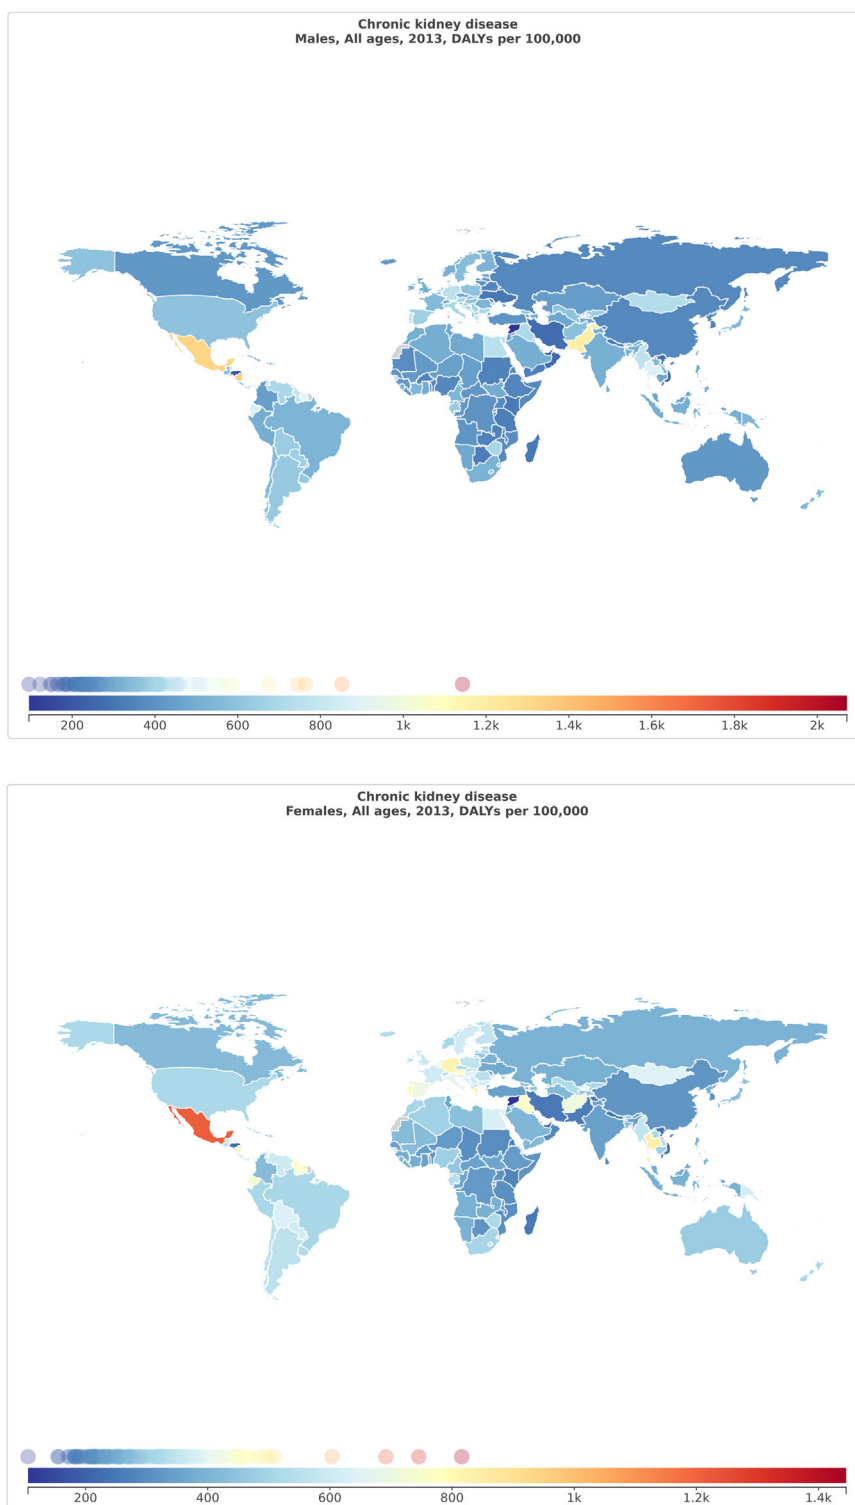 Chronic kidney disease
Males, All ages, 2013, DALYs per 100,000
200 400 600 800 1k 1.2k 1.4k 1.6k 1.8k 2k
Chronic kidney disease
Females, All ages, 2013, DALYs per 100,000
200 400 600 800 1k 1.2k 1.4k